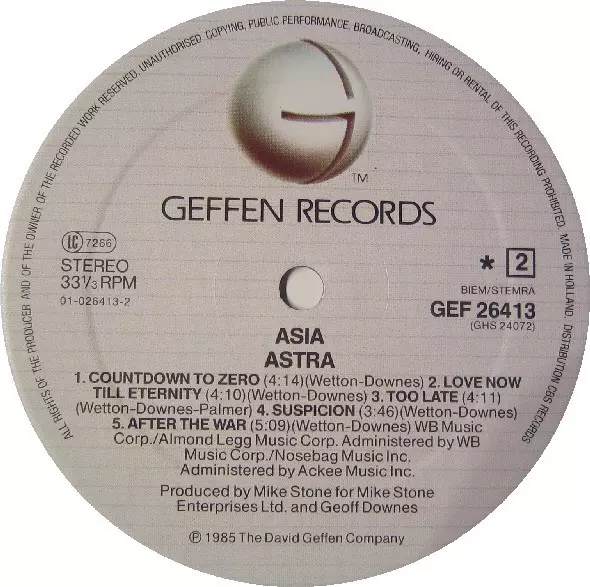 ALL RIGHTS OF THE PRODUCER AND OF THE OWNER OF THE RECORDED WORK RESERVED. UNAUTHORISED COPYING, PUBLIC PERFORMANCE, BROADCASTING, HIRING OR RENTAL OF THIS RECORDING PROHIBITED. MADE IN HOLLAND. DISTRIBUTION CBS RECORDS
G
TM
GEFFEN RECORDS
LC 7266
STEREO
33⅓ RPM
01-026413-2
* 2
BIEM/STEMRA
GEF 26413
(GHS 24072)
ASIA
ASTRA
1. COUNTDOWN TO ZERO (4:14)(Wetton-Downes) 2. LOVE NOW
TILL ETERNITY (4:10)(Wetton-Downes) 3. TOO LATE (4:11)
(Wetton-Downes-Palmer) 4. SUSPICION (3:46)(Wetton-Downes)
5. AFTER THE WAR (5:09)(Wetton-Downes) WB Music
Corp./Almond Legg Music Corp. Administered by WB
Music Corp./Nosebag Music Inc.
Administered by Ackee Music Inc.
Produced by Mike Stone for Mike Stone
Enterprises Ltd. and Geoff Downes
℗ 1985 The David Geffen Company